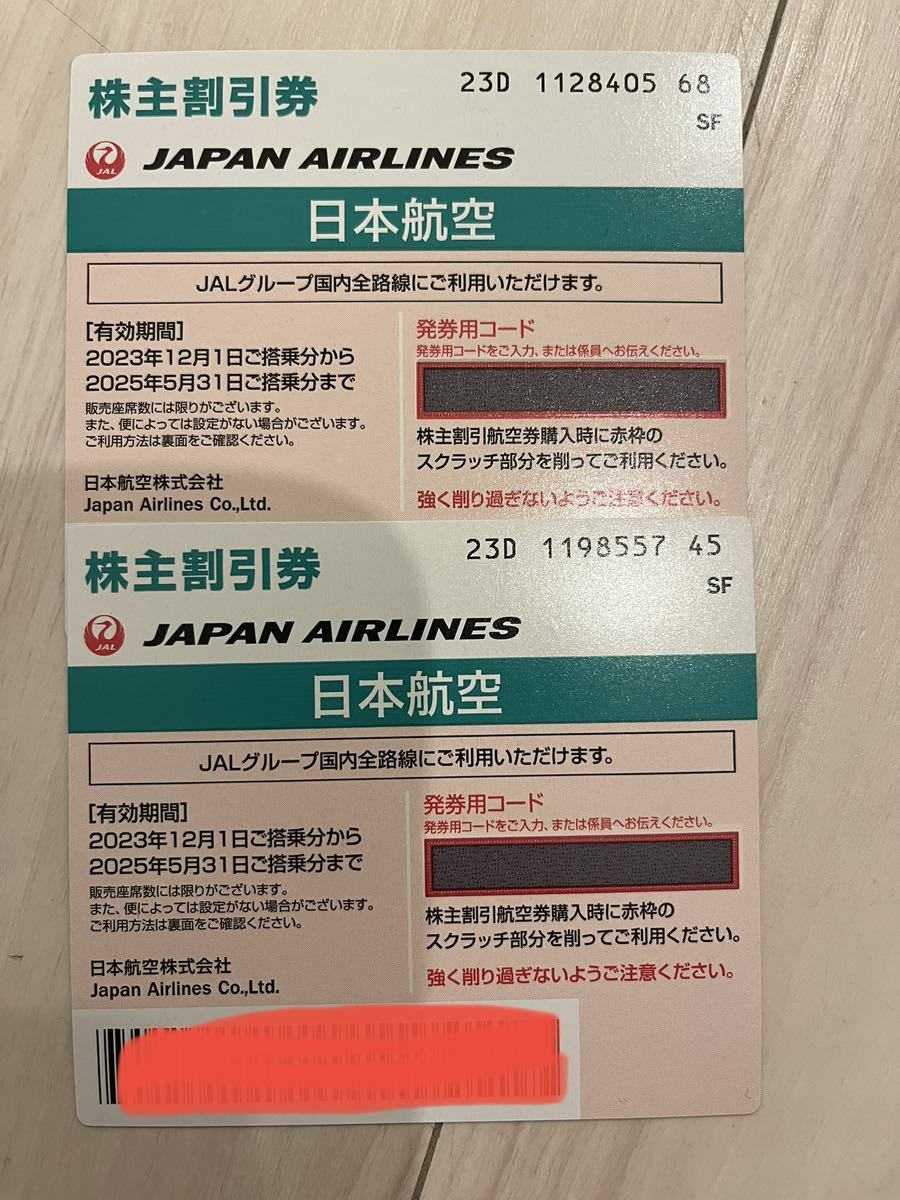 株主割引券
23D 1128405 68
SF
JAL JAPAN AIRLINES
日本航空
JALグループ国内全路線にご利用いただけます。
[有効期間]
2023年12月1日ご搭乗分から
2025年5月31日ご搭乗分まで
販売座席数には限りがございます。
また、便によっては設定がない場合がございます。
ご利用方法は裏面をご確認ください。
日本航空株式会社
Japan Airlines Co.,Ltd.
発券用コード
発券用コードをご入力、または係員へお伝えください。
株主割引航空券購入時に赤枠の
スクラッチ部分を削ってご利用ください。
強く削り過ぎないようご注意ください。
株主割引券
23D 1198557 45
SF
JAL JAPAN AIRLINES
日本航空
JALグループ国内全路線にご利用いただけます。
[有効期間]
2023年12月1日ご搭乗分から
2025年5月31日ご搭乗分まで
販売座席数には限りがございます。
また、便によっては設定がない場合がございます。
ご利用方法は裏面をご確認ください。
日本航空株式会社
Japan Airlines Co.,Ltd.
発券用コード
発券用コードをご入力、または係員へお伝えください。
株主割引航空券購入時に赤枠の
スクラッチ部分を削ってご利用ください。
強く削り過ぎないようご注意ください。